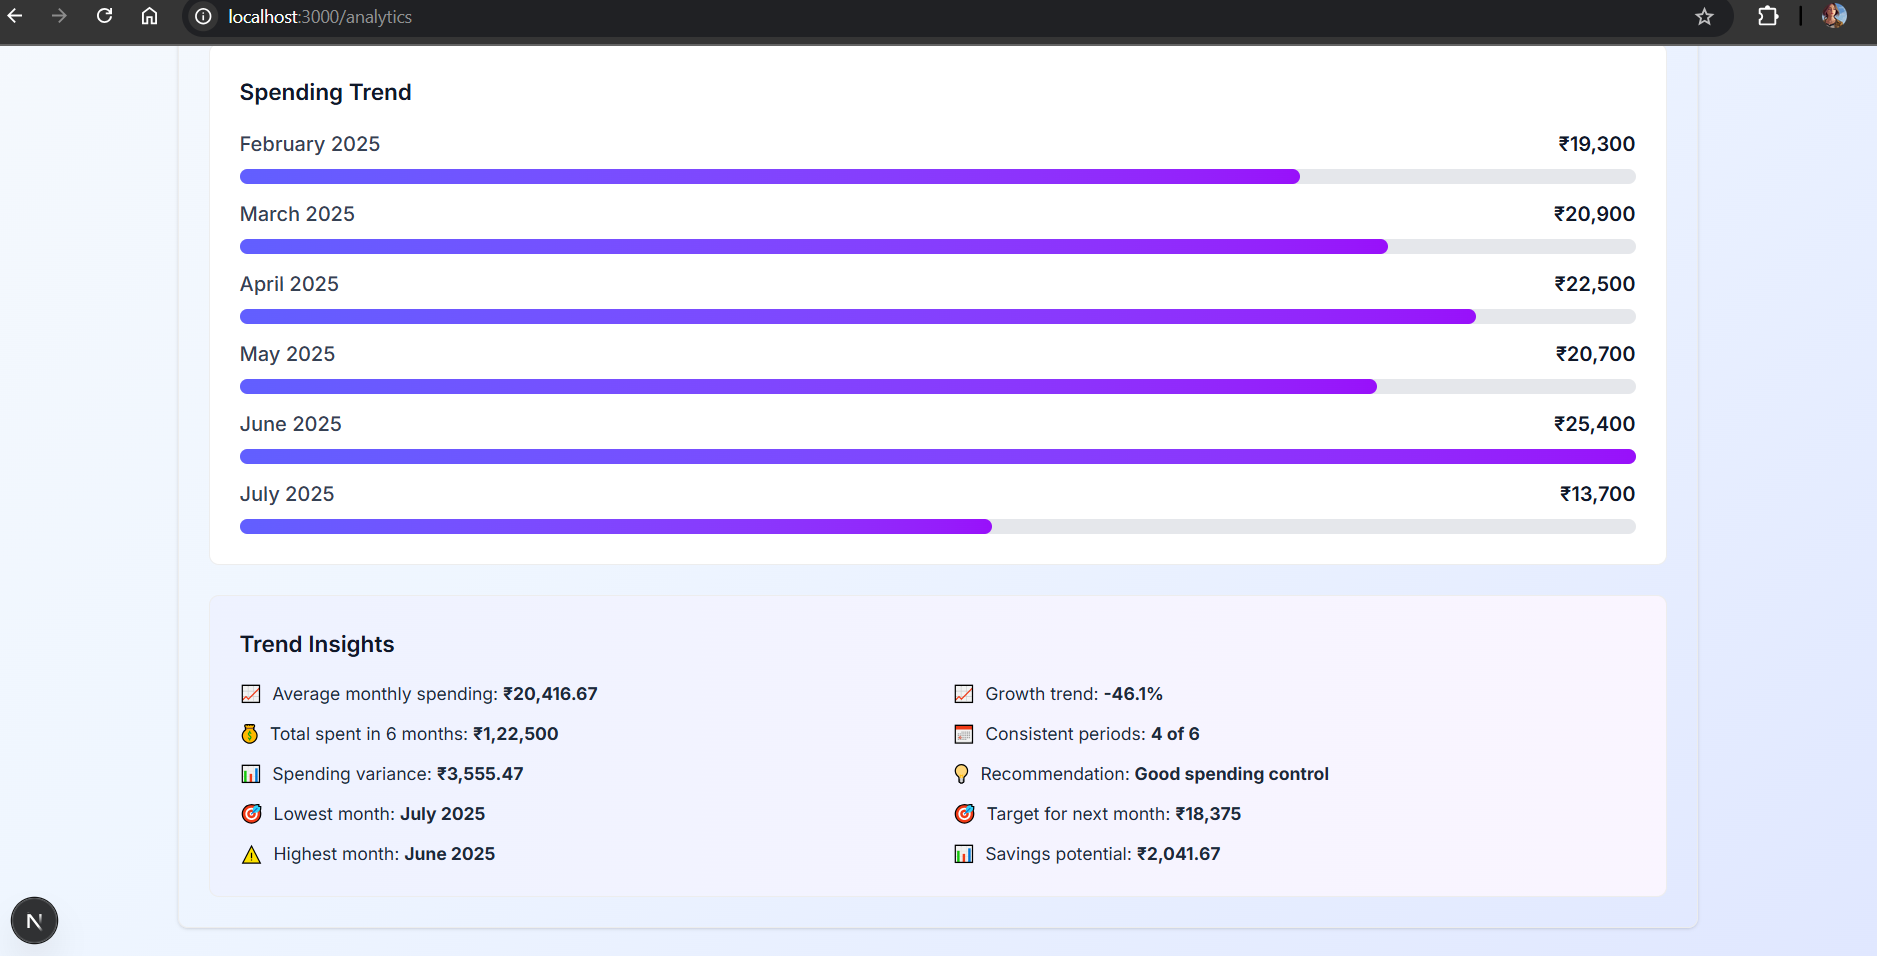 localhost:3000/analytics
Spending Trend
February 2025 ₹19,300
March 2025 ₹20,900
April 2025 ₹22,500
May 2025 ₹20,700
June 2025 ₹25,400
July 2025 ₹13,700
Trend Insights
Average monthly spending: ₹20,416.67 Growth trend: -46.1%
Total spent in 6 months: ₹1,22,500 Consistent periods: 4 of 6
Spending variance: ₹3,555.47 Recommendation: Good spending control
Lowest month: July 2025 Target for next month: ₹18,375
Highest month: June 2025 Savings potential: ₹2,041.67
N